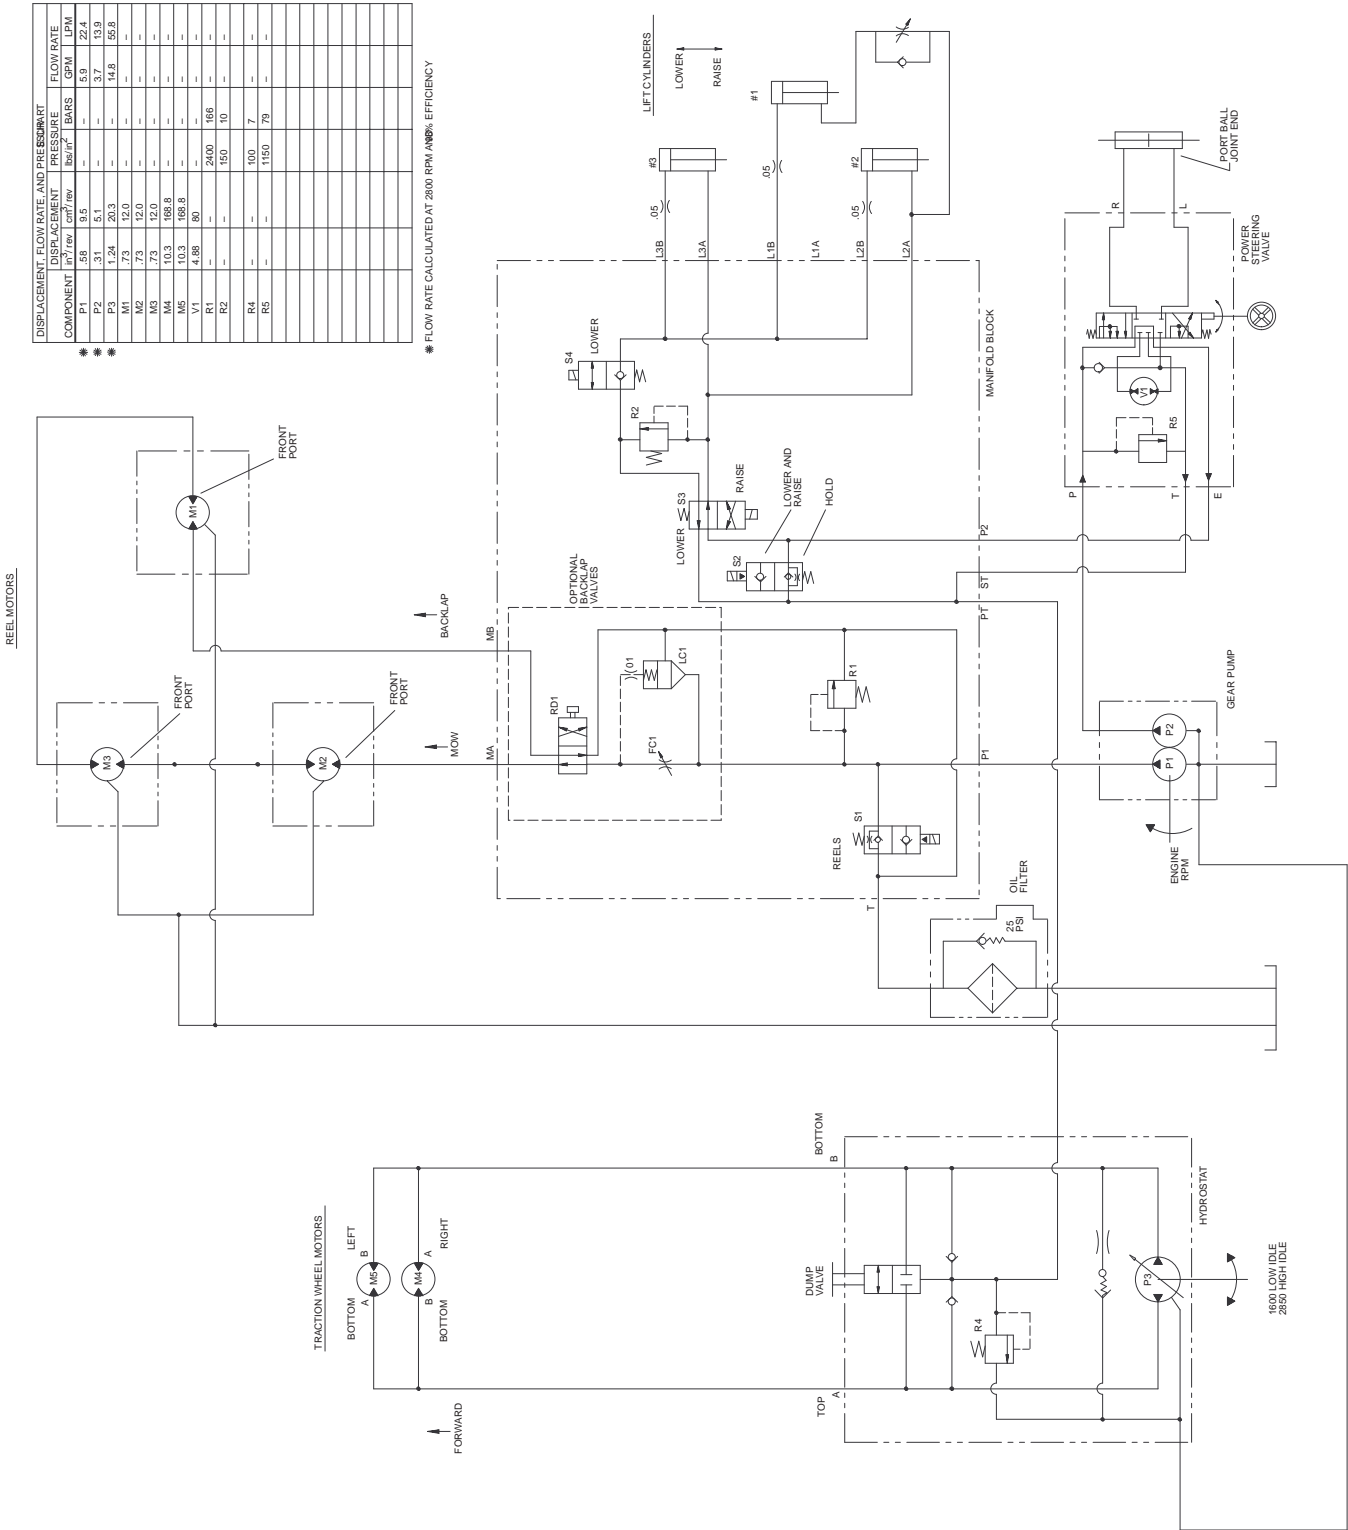 DISPLACEMENT, FLOW RATE, AND PRESSURE CHART
DISPLACEMENT PRESSURE FLOW RATE
COMPONENT in³/rev cm³/rev lbs/in² BARS GPM LPM
✱ P1 .58 9.5 – – 5.9 22.4
✱ P2 .31 5.1 – – 3.7 13.9
✱ P3 1.24 20.3 – – 14.8 55.8
M1 .73 12.0 – – – –
M2 .73 12.0 – – – –
M3 .73 12.0 – – – –
M4 10.3 168.8 – – – –
M5 10.3 168.8 – – – –
V1 4.88 80 – – – –
R1 – – 2400 166 – –
R2 – – 150 10 – –
R4 – – 100 7 – –
R5 – – 1150 79 – –
✱ FLOW RATE CALCULATED AT 2800 RPM AND EFFICIENCY
REEL MOTORS
M1
FRONT
PORT
M3
FRONT
PORT
M2
FRONT
PORT
BACKLAP
MOW
LIFT CYLINDERS
LOWER
RAISE
#1
#2
#3
.05
.05
.05
L3B
L3A
L1B
L1A
L2B
L2A
MANIFOLD BLOCK
S4
LOWER
R2
S3
LOWER
RAISE
S2
LOWER AND
RAISE
HOLD
P2
ST
PT
P1
OPTIONAL
BACKLAP
VALVES
MB
MA
RD1
.01
LC1
FC1
R1
REELS
S1
T
OIL
FILTER
25
PSI
PORT BALL
JOINT END
R
L
POWER
STEERING
VALVE
V1
R5
P
T
E
GEAR PUMP
P2
P1
ENGINE
RPM
TRACTION WHEEL MOTORS
BOTTOM
LEFT
A
B
M5
M4
B
A
BOTTOM
RIGHT
FORWARD
BOTTOM
B
TOP
A
DUMP
VALVE
R4
P3
HYDROSTAT
1600 LOW IDLE
2850 HIGH IDLE